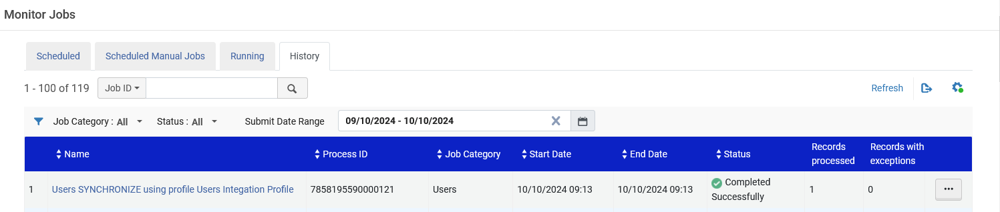 Monitor Jobs
Scheduled Scheduled Manual Jobs Running History
1 - 100 of 119 Job ID Refresh
Job Category : All Status : All Submit Date Range 09/10/2024 - 10/10/2024
Name Process ID Job Category Start Date End Date Status Records processed Records with exceptions
1 Users SYNCHRONIZE using profile Users Integation Profile 7858195590000121 Users 10/10/2024 09:13 10/10/2024 09:13 Completed Successfully 1 0